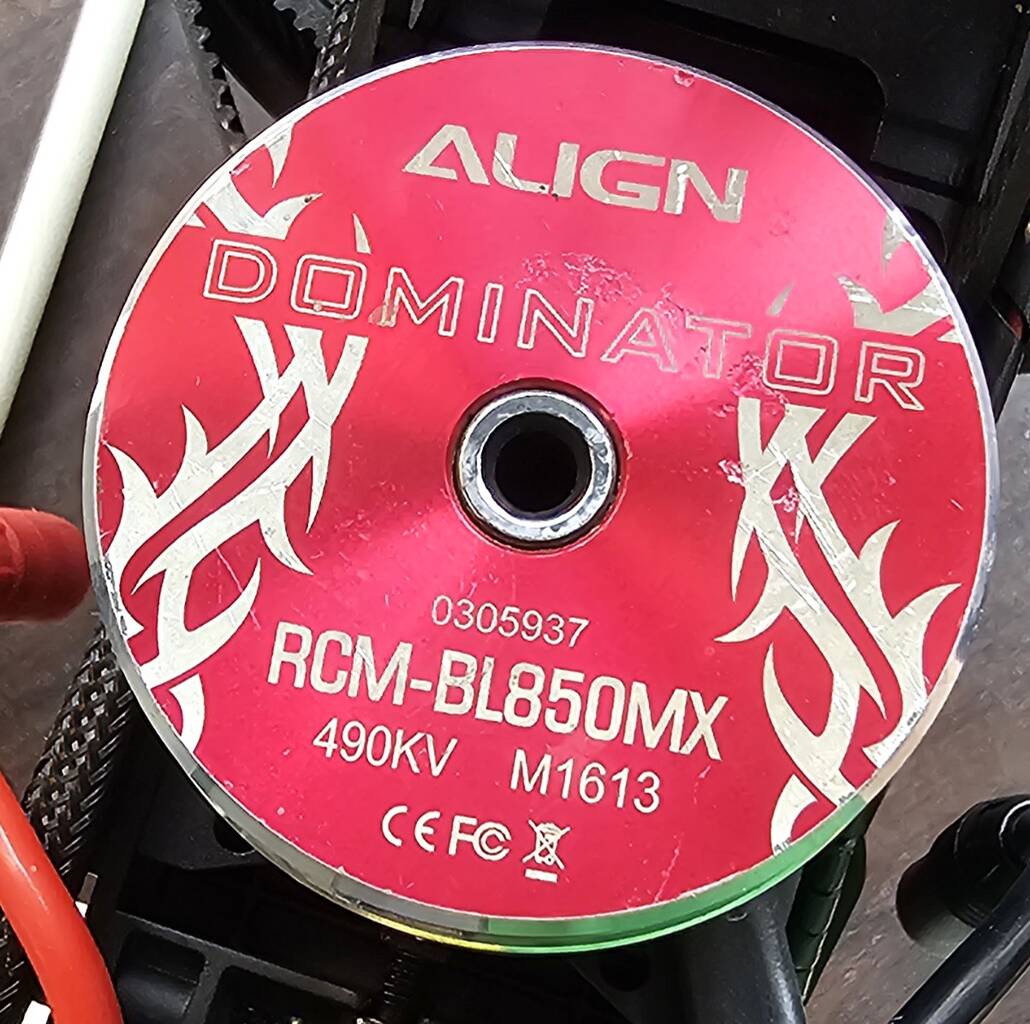 ALIGN
DOMINATOR
0305937
RCM-BL850MX
490KV M1613
CE FC